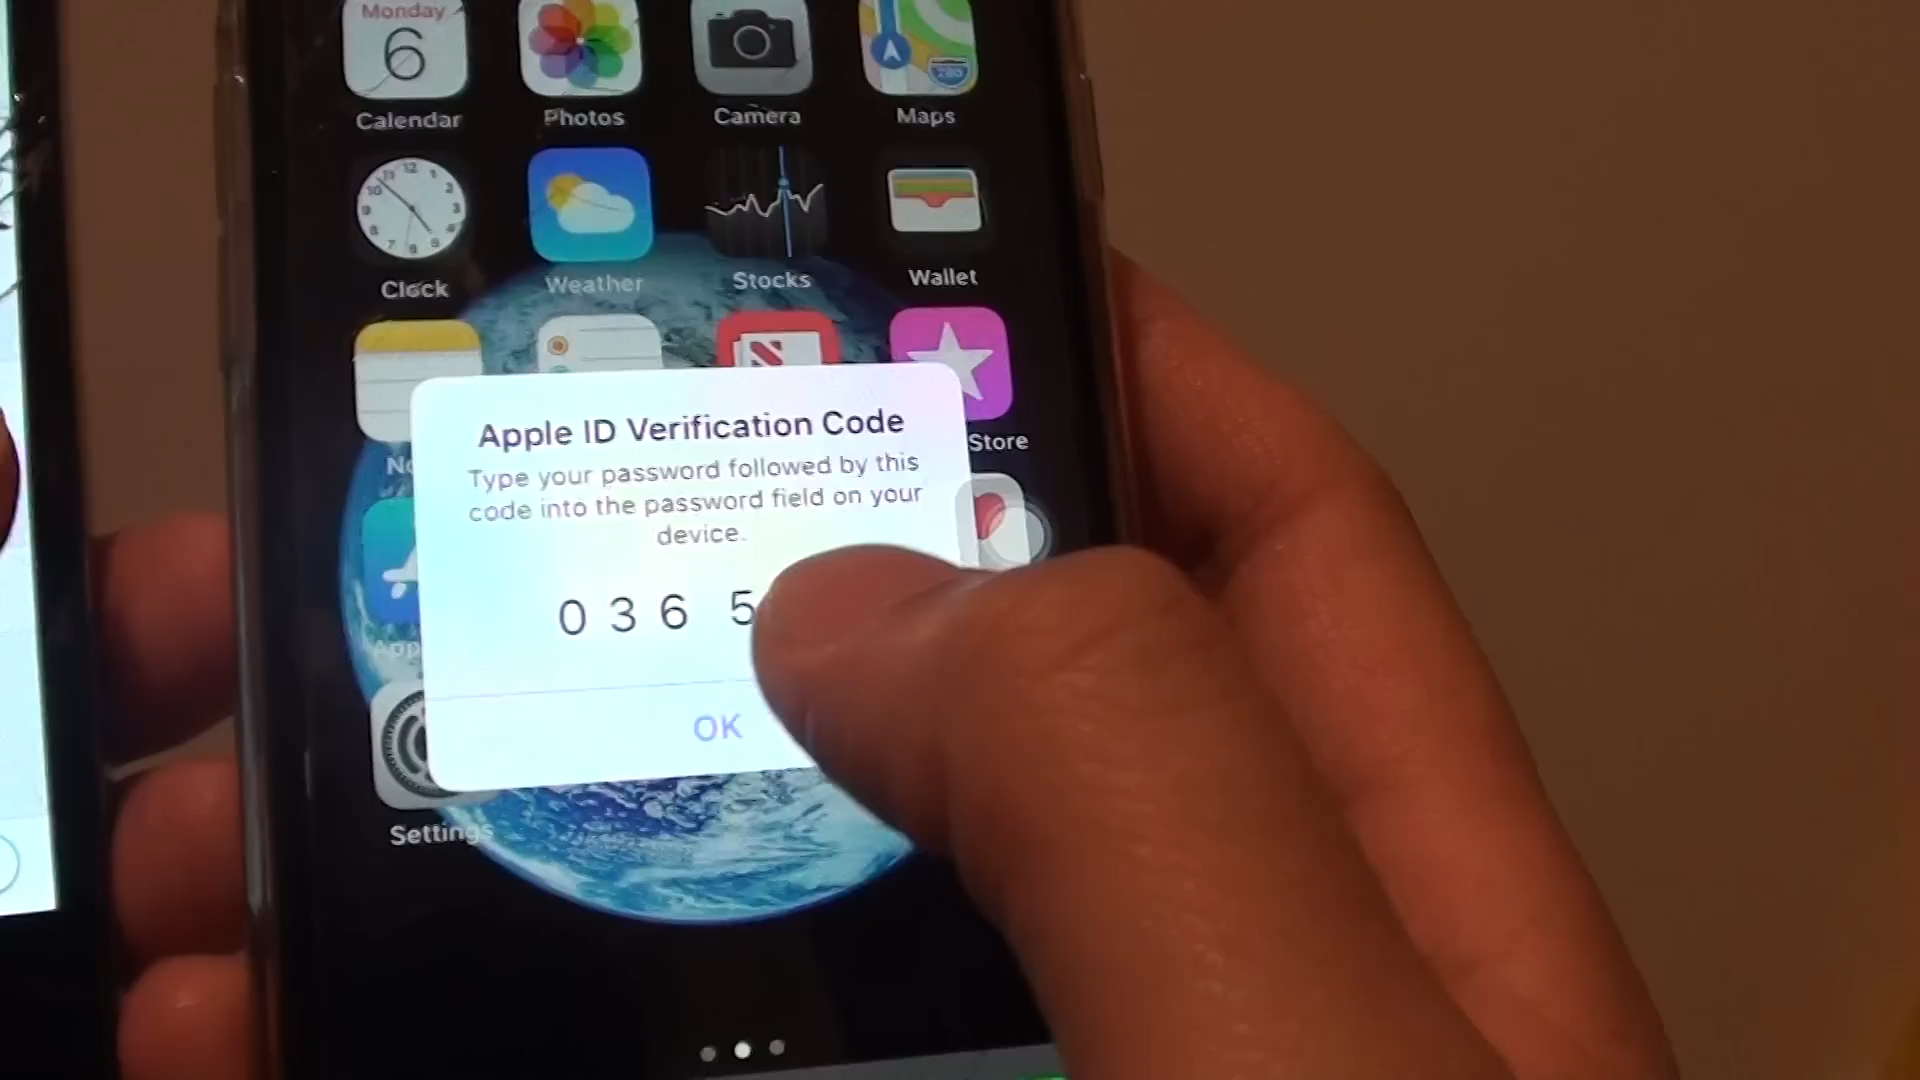 Monday
6
Calendar
Photos
Camera
Maps
Clock
Weather
Stocks
Wallet
Store
Apple ID Verification Code
Type your password followed by this
code into the password field on your
device.
0 3 6 5
OK
Settings